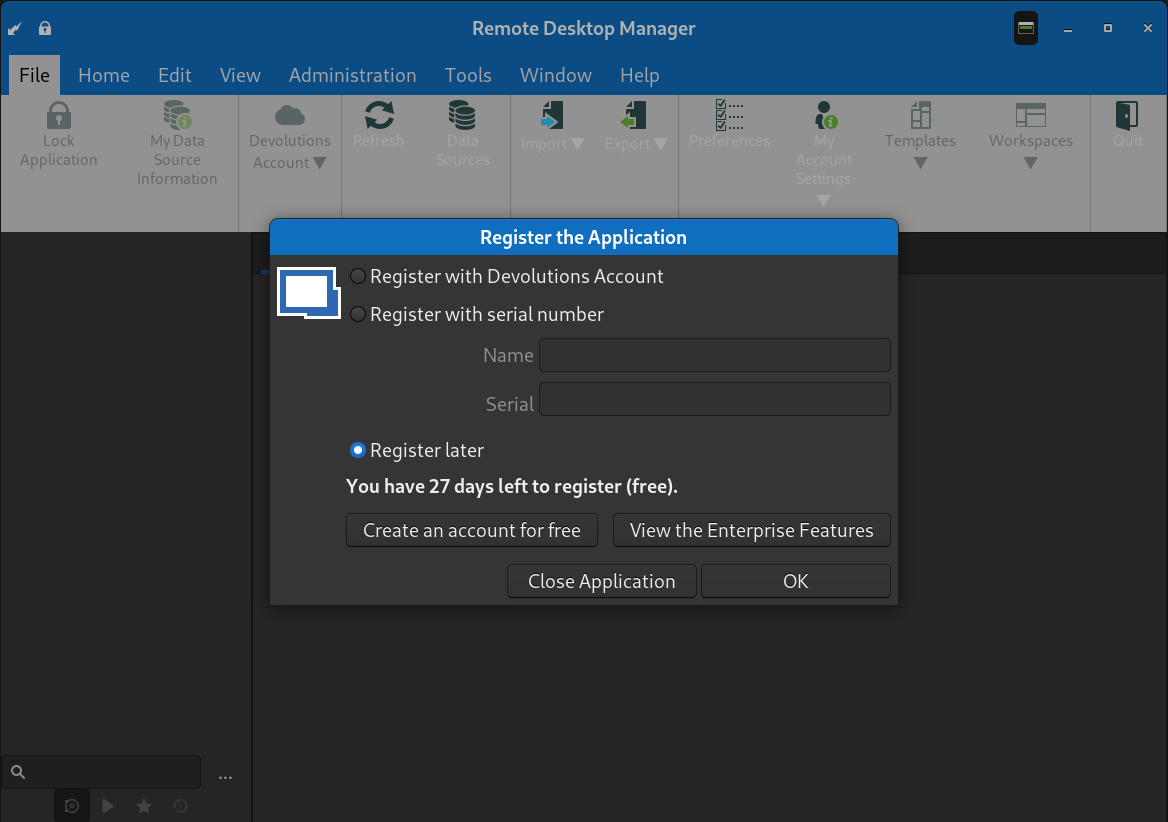 Remote Desktop Manager
File Home Edit View Administration Tools Window Help
Lock
Application
My Data
Source
Information
Devolutions
Account
Refresh
Data
Sources
Import
Export
Preferences
My
Account
Settings
Templates
Workspaces
Quit
Register the Application
Register with Devolutions Account
Register with serial number
Name
Serial
Register later
You have 27 days left to register (free).
Create an account for free
View the Enterprise Features
Close Application
OK
...